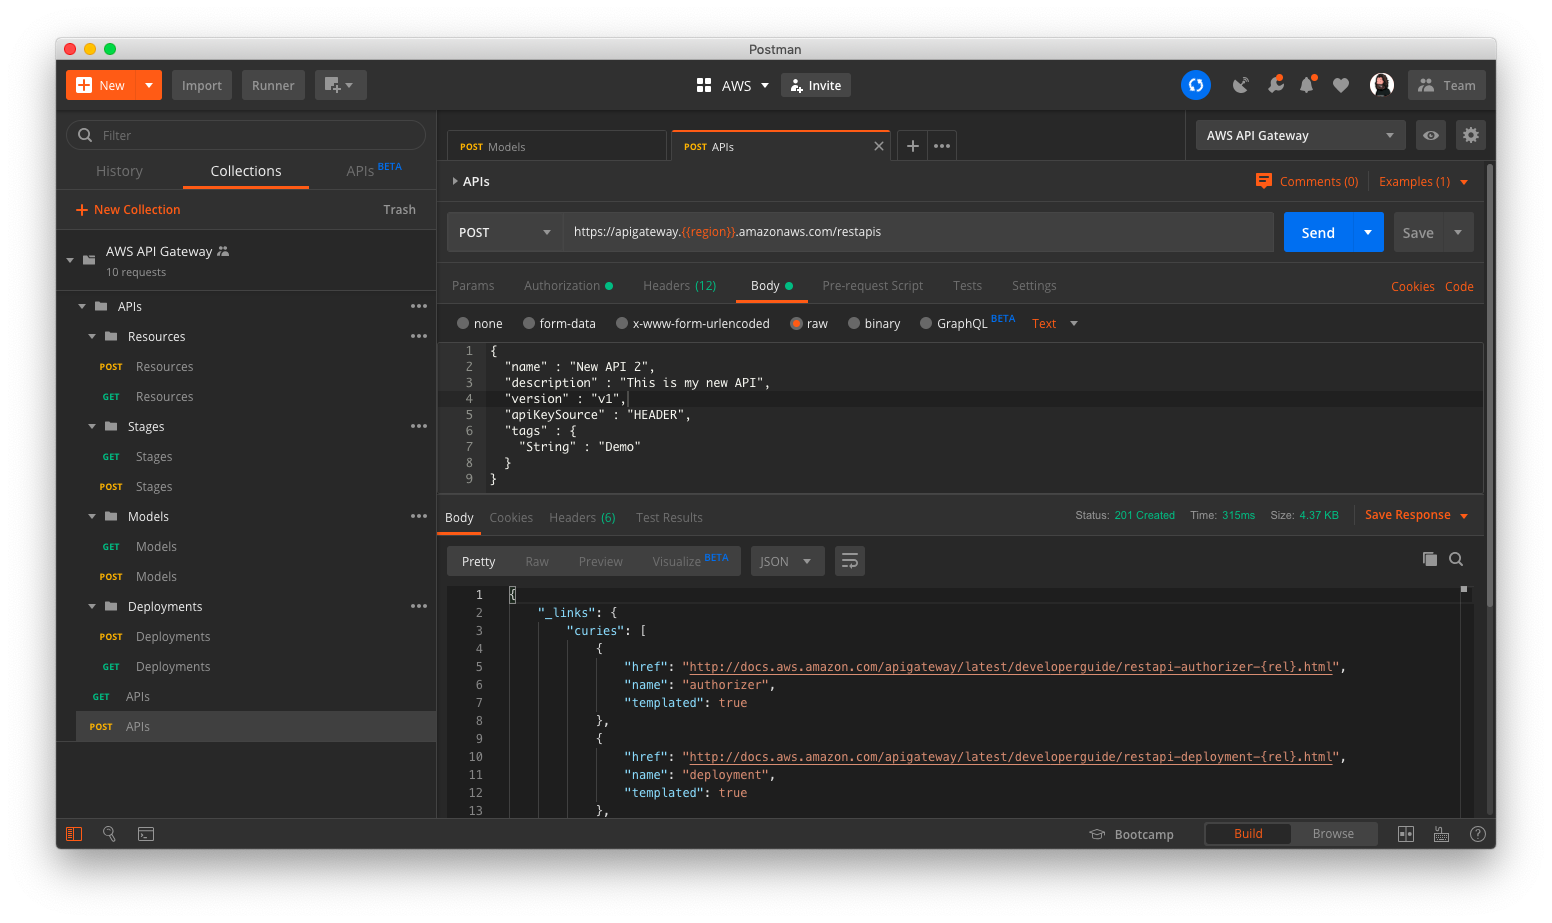 Postman
New
Import
Runner
AWS
Invite
Team
Filter
History
Collections
APIs BETA
+ New Collection
Trash
AWS API Gateway
10 requests
APIs
Resources
POST Resources
GET Resources
Stages
GET Stages
POST Stages
Models
GET Models
POST Models
Deployments
POST Deployments
GET Deployments
GET APIs
POST APIs
POST Models
POST APIs
AWS API Gateway
APIs
Comments (0)
Examples (1)
POST
https://apigateway.{{region}}.amazonaws.com/restapis
Send
Save
Params
Authorization
Headers (12)
Body
Pre-request Script
Tests
Settings
Cookies
Code
none
form-data
x-www-form-urlencoded
raw
binary
GraphQL BETA
Text
1 {
2 "name" : "New API 2",
3 "description" : "This is my new API",
4 "version" : "v1",
5 "apiKeySource" : "HEADER",
6 "tags" : {
7 "String" : "Demo"
8 }
9 }
Body
Cookies
Headers (6)
Test Results
Status: 201 Created
Time: 315ms
Size: 4.37 KB
Save Response
Pretty
Raw
Preview
Visualize BETA
JSON
1 {
2 "_links": {
3 "curies": [
4 {
5 "href": "http://docs.aws.amazon.com/apigateway/latest/developerguide/restapi-authorizer-{rel}.html",
6 "name": "authorizer",
7 "templated": true
8 },
9 {
10 "href": "http://docs.aws.amazon.com/apigateway/latest/developerguide/restapi-deployment-{rel}.html",
11 "name": "deployment",
12 "templated": true
13 },
Bootcamp
Build
Browse